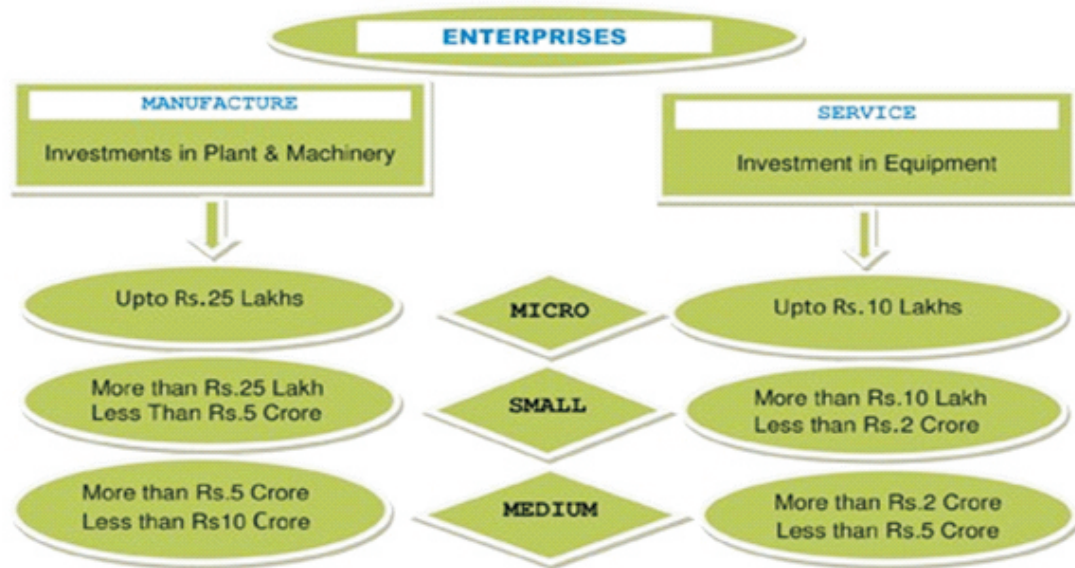 ENTERPRISES
MANUFACTURE
Investments in Plant & Machinery
SERVICE
Investment in Equipment
Upto Rs.25 Lakhs
MICRO
Upto Rs.10 Lakhs
More than Rs.25 Lakh
Less Than Rs.5 Crore
SMALL
More than Rs.10 Lakh
Less than Rs.2 Crore
More than Rs.5 Crore
Less than Rs10 Crore
MEDIUM
More than Rs.2 Crore
Less than Rs.5 Crore